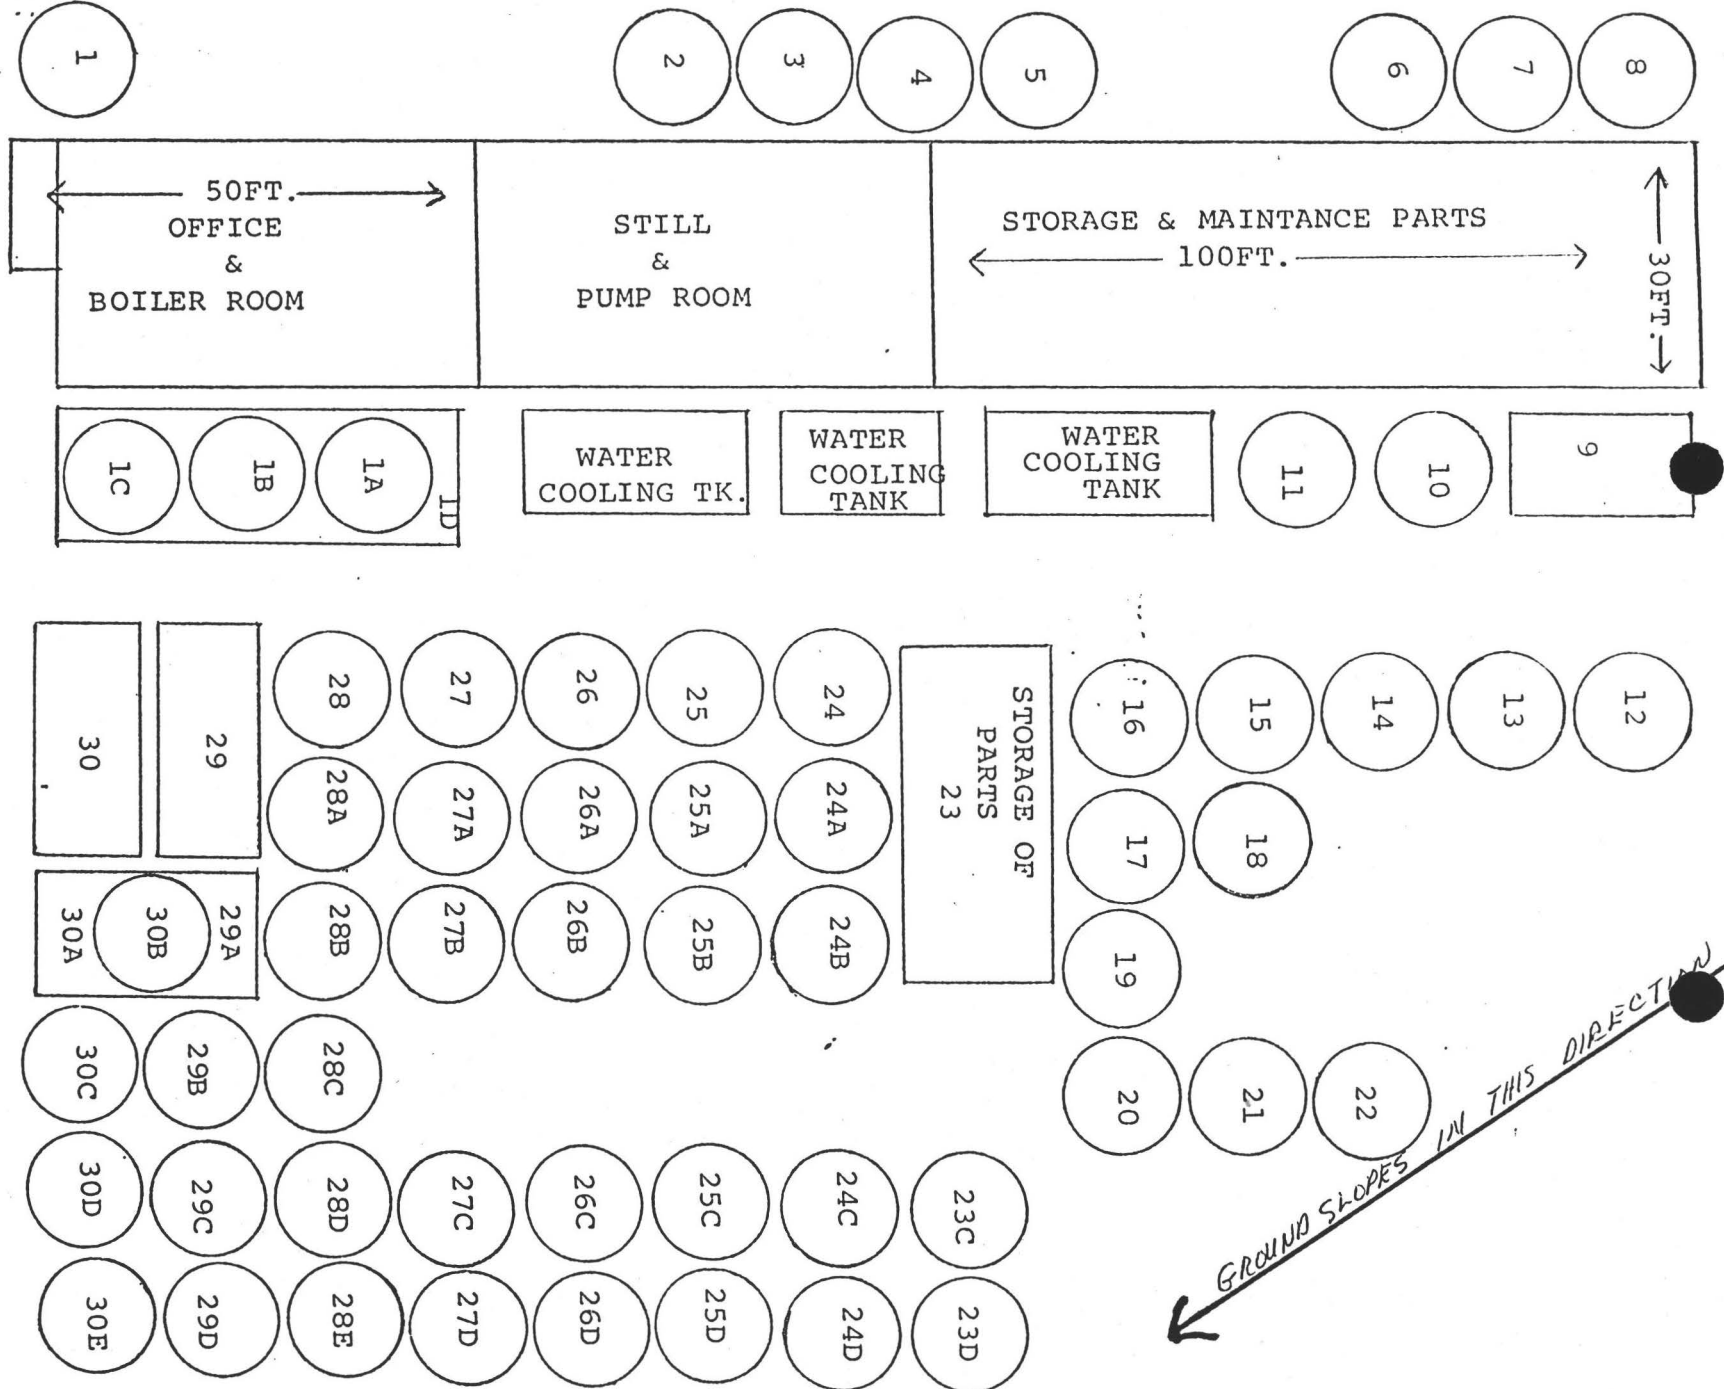 1
2
3
4
5
6
7
8
50FT.
OFFICE
&
BOILER ROOM
STILL
&
PUMP ROOM
STORAGE & MAINTANCE PARTS
100FT.
30FT.
1C
1B
1A
1D
WATER
COOLING TK.
WATER
COOLING
TANK
WATER
COOLING
TANK
11
10
9
30
29
28
27
26
25
24
STORAGE OF
PARTS
23
16
15
14
13
12
28A
27A
26A
25A
24A
17
18
30A
30B
29A
28B
27B
26B
25B
24B
19
30C
29B
28C
20
21
22
GROUND SLOPES IN THIS DIRECTION
30D
29C
28D
27C
26C
25C
24C
23C
30E
29D
28E
27D
26D
25D
24D
23D